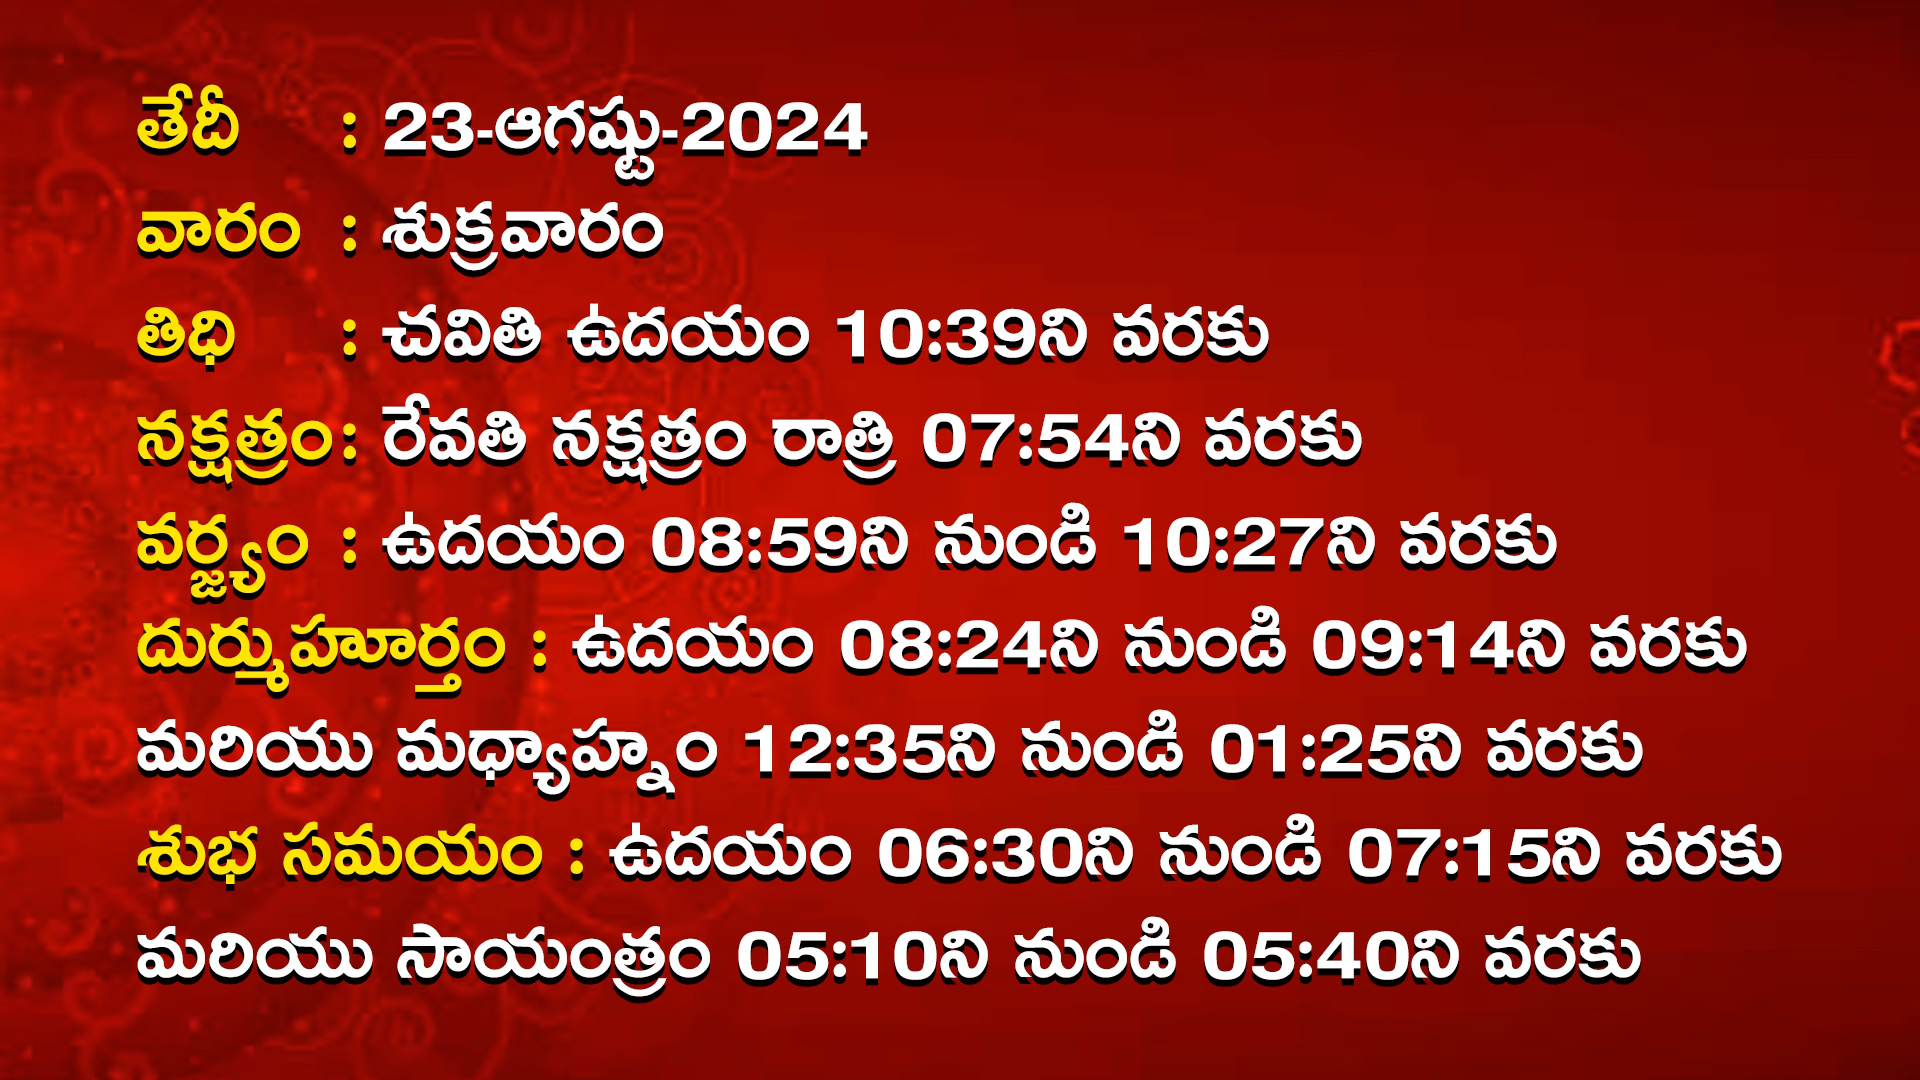 తేదీ : 23-ఆగష్టు-2024
వారం : శుక్రవారం
తిధి : చవితి ఉదయం 10:39ని వరకు
నక్షత్రం : రేవతి నక్షత్రం రాత్రి 07:54ని వరకు
వర్జ్యం : ఉదయం 08:59ని నుండి 10:27ని వరకు
దుర్ముహూర్తం : ఉదయం 08:24ని నుండి 09:14ని వరకు
మరియు మధ్యాహ్నం 12:35ని నుండి 01:25ని వరకు
శుభ సమయం : ఉదయం 06:30ని నుండి 07:15ని వరకు
మరియు సాయంత్రం 05:10ని నుండి 05:40ని వరకు